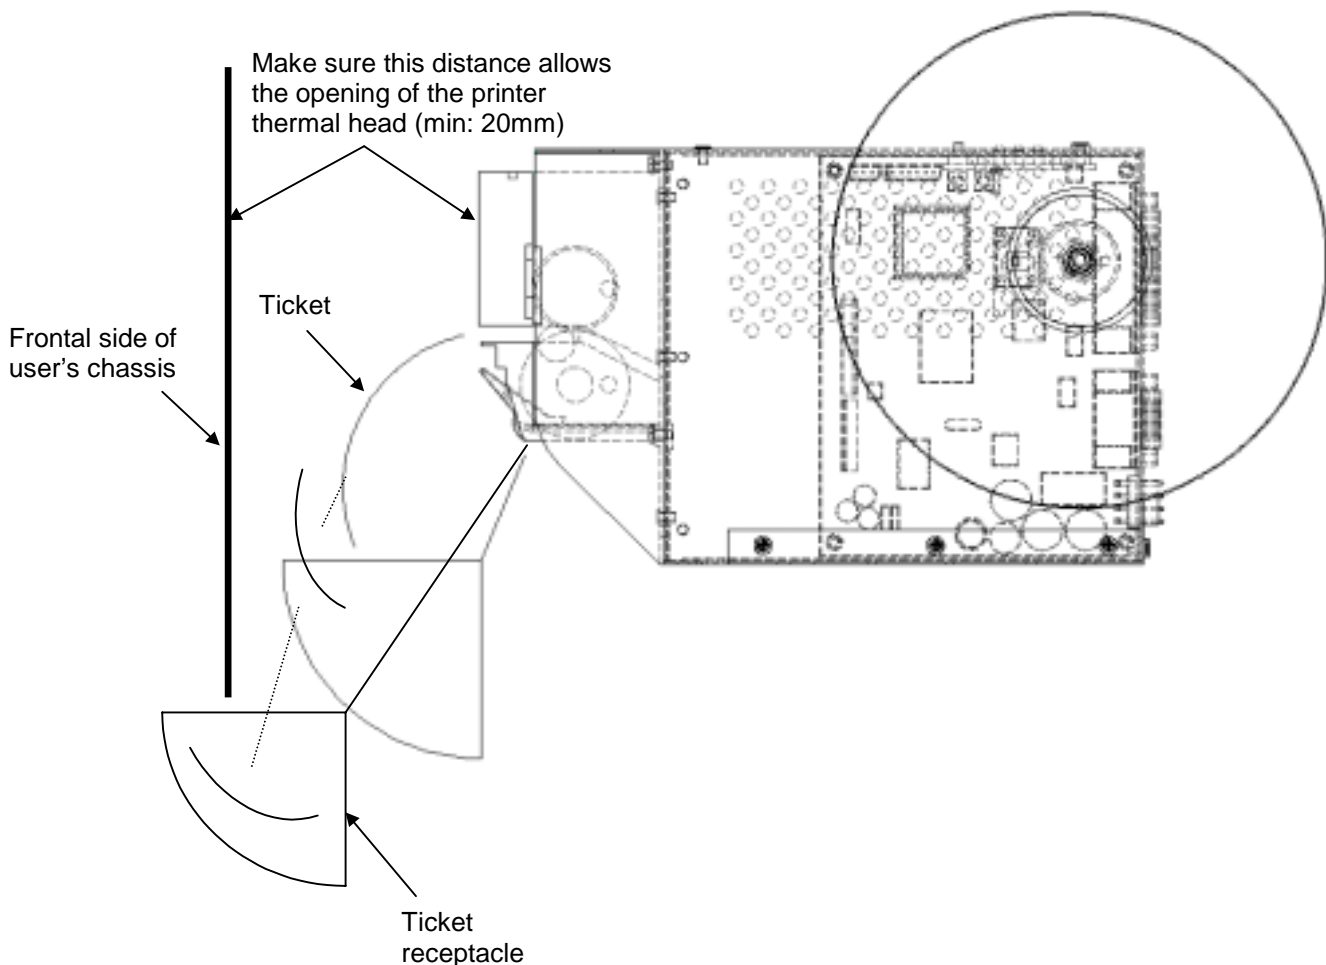 Make sure this distance allows
the opening of the printer
thermal head (min: 20mm)
Ticket
Frontal side of
user’s chassis
Ticket
receptacle